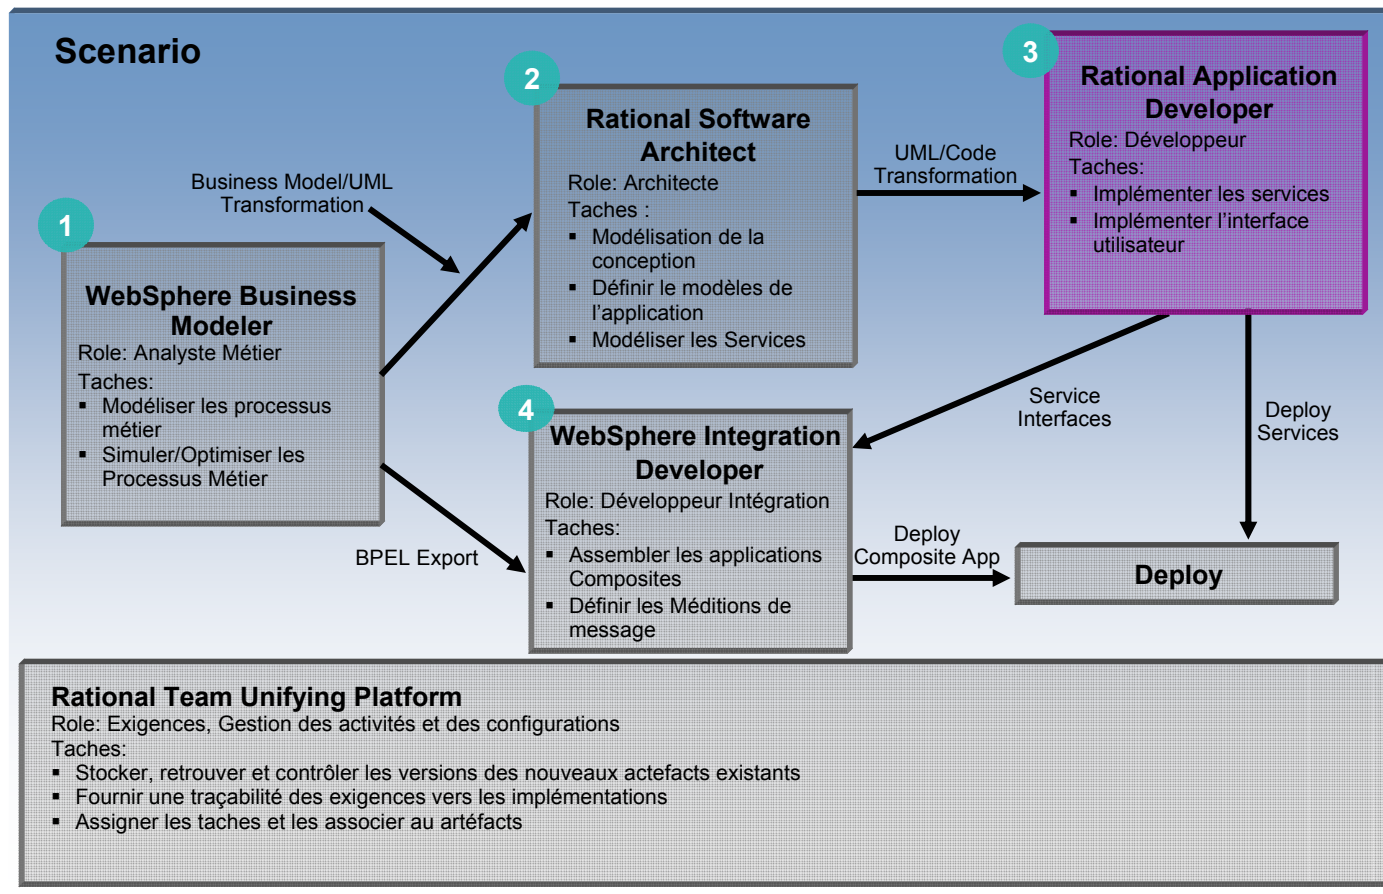 Scenario
1
WebSphere Business
Modeler
Role: Analyste Métier
Taches:
▪ Modéliser les processus
métier
▪ Simuler/Optimiser les
Processus Métier
Business Model/UML
Transformation
BPEL Export
2
Rational Software
Architect
Role: Architecte
Taches :
▪ Modélisation de la
conception
▪ Définir le modèles de
l’application
▪ Modéliser les Services
UML/Code
Transformation
3
Rational Application
Developer
Role: Développeur
Taches:
▪ Implémenter les services
▪ Implémenter l’interface
utilisateur
Service
Interfaces
Deploy
Services
4
WebSphere Integration
Developer
Role: Développeur Intégration
Taches:
▪ Assembler les applications
Composites
▪ Définir les Méditions de
message
Deploy
Composite App
Deploy
Rational Team Unifying Platform
Role: Exigences, Gestion des activités et des configurations
Taches:
▪ Stocker, retrouver et contrôler les versions des nouveaux actefacts existants
▪ Fournir une traçabilité des exigences vers les implémentations
▪ Assigner les taches et les associer au artéfacts